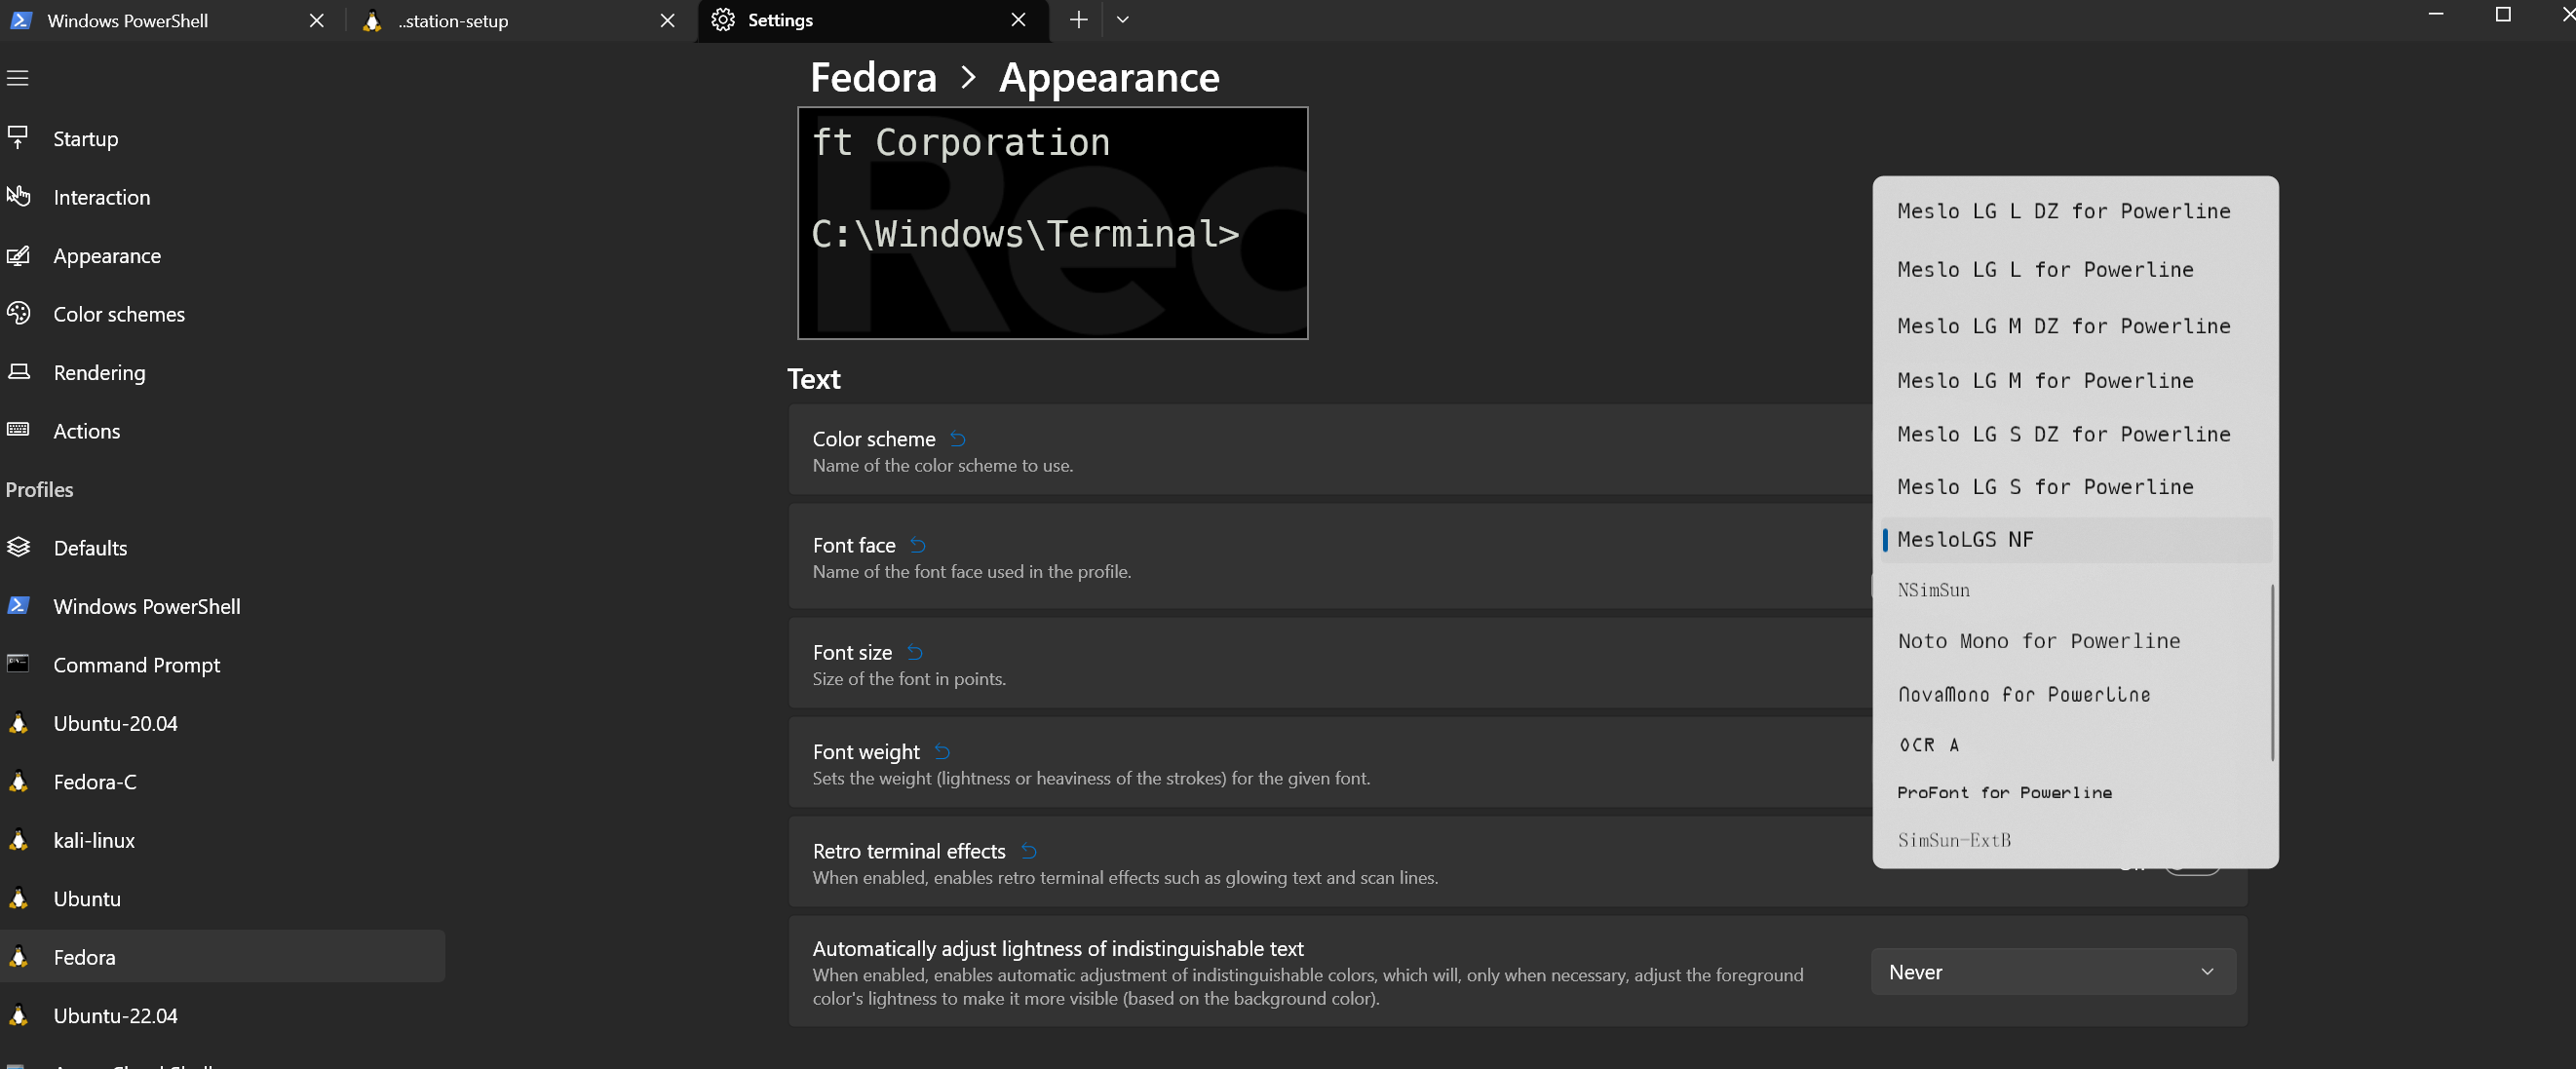 Windows PowerShell
..station-setup
Settings
Startup
Interaction
Appearance
Color schemes
Rendering
Actions
Profiles
Defaults
Windows PowerShell
Command Prompt
Ubuntu-20.04
Fedora-C
kali-linux
Ubuntu
Fedora
Ubuntu-22.04
Fedora > Appearance
ft Corporation
C:\Windows\Terminal>
Text
Color scheme
Name of the color scheme to use.
Font face
Name of the font face used in the profile.
Font size
Size of the font in points.
Font weight
Sets the weight (lightness or heaviness of the strokes) for the given font.
Retro terminal effects
When enabled, enables retro terminal effects such as glowing text and scan lines.
Automatically adjust lightness of indistinguishable text
When enabled, enables automatic adjustment of indistinguishable colors, which will, only when necessary, adjust the foreground
color's lightness to make it more visible (based on the background color).
Never
Meslo LG L DZ for Powerline
Meslo LG L for Powerline
Meslo LG M DZ for Powerline
Meslo LG M for Powerline
Meslo LG S DZ for Powerline
Meslo LG S for Powerline
MesloLGS NF
NSimSun
Noto Mono for Powerline
NovaMono for Powerline
OCR A
ProFont for Powerline
SimSun-ExtB